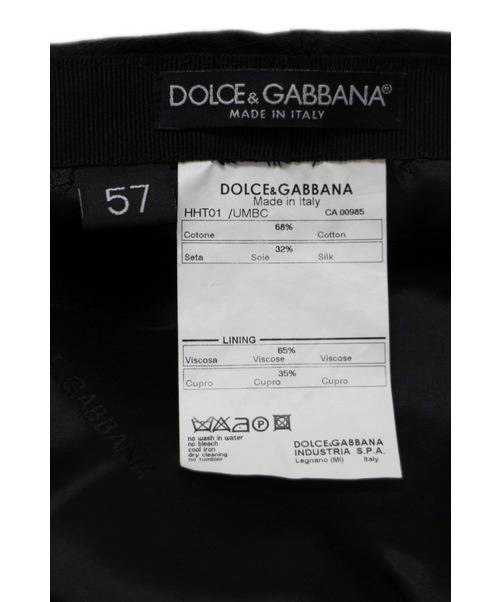 DOLCE & GABBANA®
MADE IN ITALY
57
DOLCE&GABBANA
Made in Italy
HHT01 /UMBC CA 00985
68%
Cotone Cotton
32%
Seta Soie Silk
LINING
65%
Viscosa Viscose Viscose
35%
Cupro Cupro Cupro
no wash in water
no bleach
cool iron
dry cleaning
no tumbler
DOLCE&GABBANA
INDUSTRIA S.P.A.
Legnano (MI) Italy
GABBANA